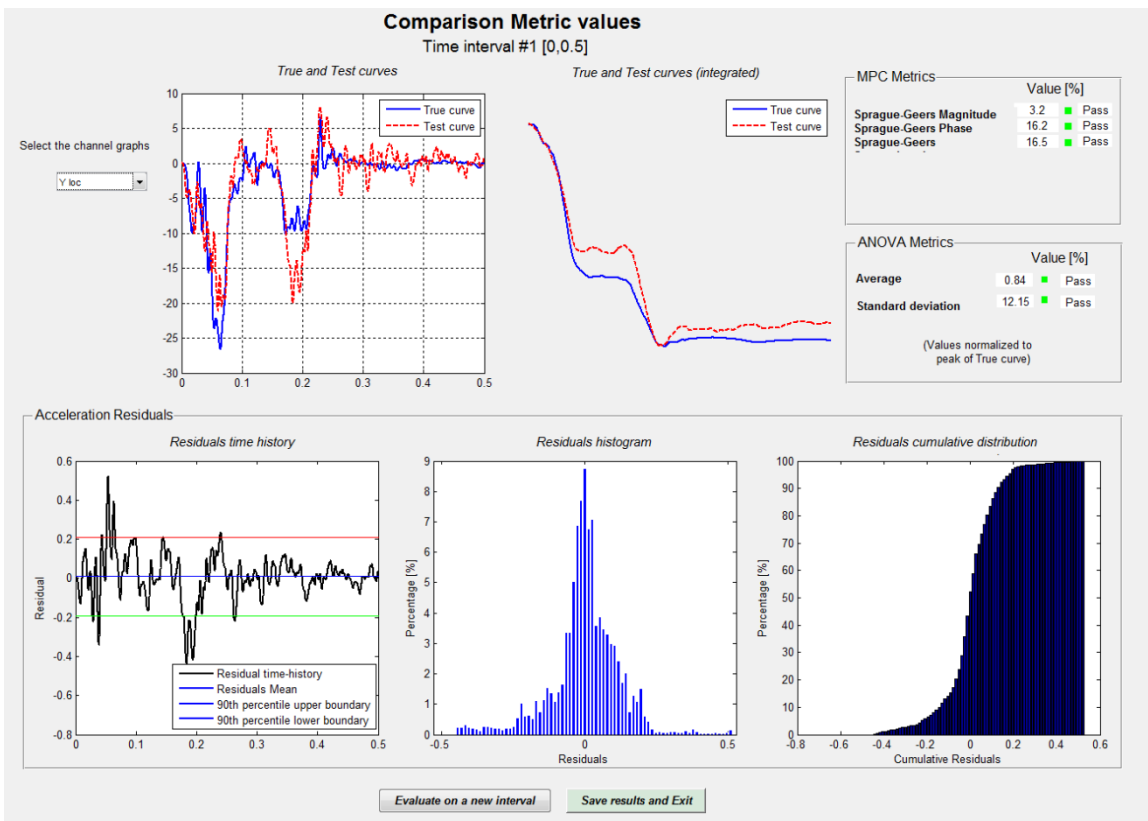 Comparison Metric values
Time interval #1 [0,0.5]
True and Test curves
True and Test curves (integrated)
MPC Metrics
Value [%]
Sprague-Geers Magnitude 3.2 Pass
Sprague-Geers Phase 16.2 Pass
Sprague-Geers 16.5 Pass
Select the channel graphs
Y loc
True curve
Test curve
10
5
0
-5
-10
-15
-20
-25
-30
0 0.1 0.2 0.3 0.4 0.5
True curve
Test curve
ANOVA Metrics
Value [%]
Average 0.84 Pass
Standard deviation 12.15 Pass
(Values normalized to
peak of True curve)
Acceleration Residuals
Residuals time history
Residual
0.6
0.4
0.2
0
-0.2
-0.4
-0.6
-0.8
0 0.1 0.2 0.3 0.4 0.5
Residual time-history
Residuals Mean
90th percentile upper boundary
90th percentile lower boundary
Residuals histogram
Percentage [%]
9
8
7
6
5
4
3
2
1
0
-0.5 0 0.5
Residuals
Residuals cumulative distribution
Percentage [%]
100
90
80
70
60
50
40
30
20
10
0
-0.8 -0.6 -0.4 -0.2 0 0.2 0.4 0.6
Cumulative Residuals
Evaluate on a new interval
Save results and Exit